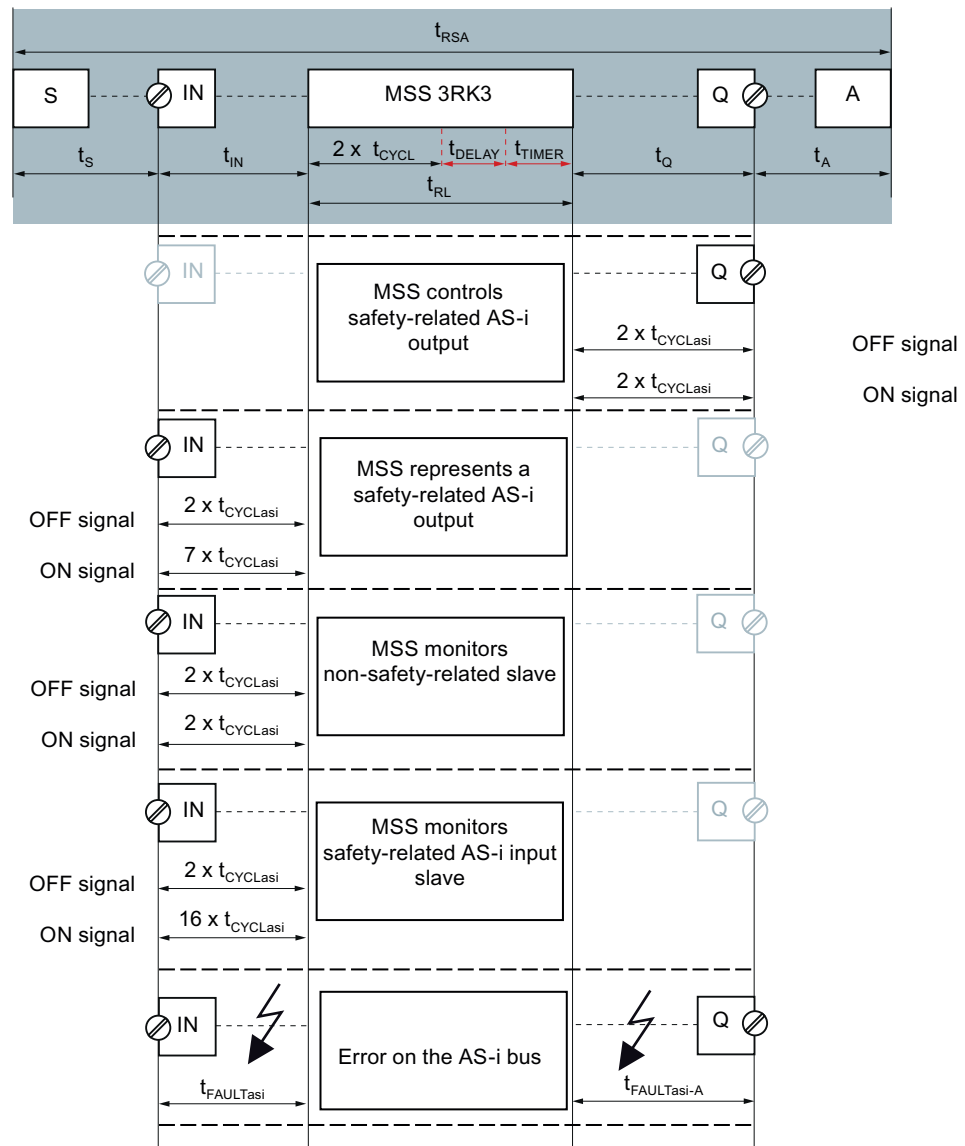 tRSA
S IN MSS 3RK3 Q A
2 x tCYCL tDELAY tTIMER
tS tIN tQ tA
tRL
IN Q
MSS controls
safety-related AS-i
output
2 x tCYCLasi
OFF signal
2 x tCYCLasi
ON signal
IN Q
MSS represents a
safety-related AS-i
output
OFF signal 2 x tCYCLasi
ON signal 7 x tCYCLasi
IN Q
MSS monitors
non-safety-related slave
OFF signal 2 x tCYCLasi
ON signal 2 x tCYCLasi
IN Q
MSS monitors
safety-related AS-i input
slave
OFF signal 2 x tCYCLasi
ON signal 16 x tCYCLasi
IN Q
Error on the AS-i bus
tFAULTasi tFAULTasi-A